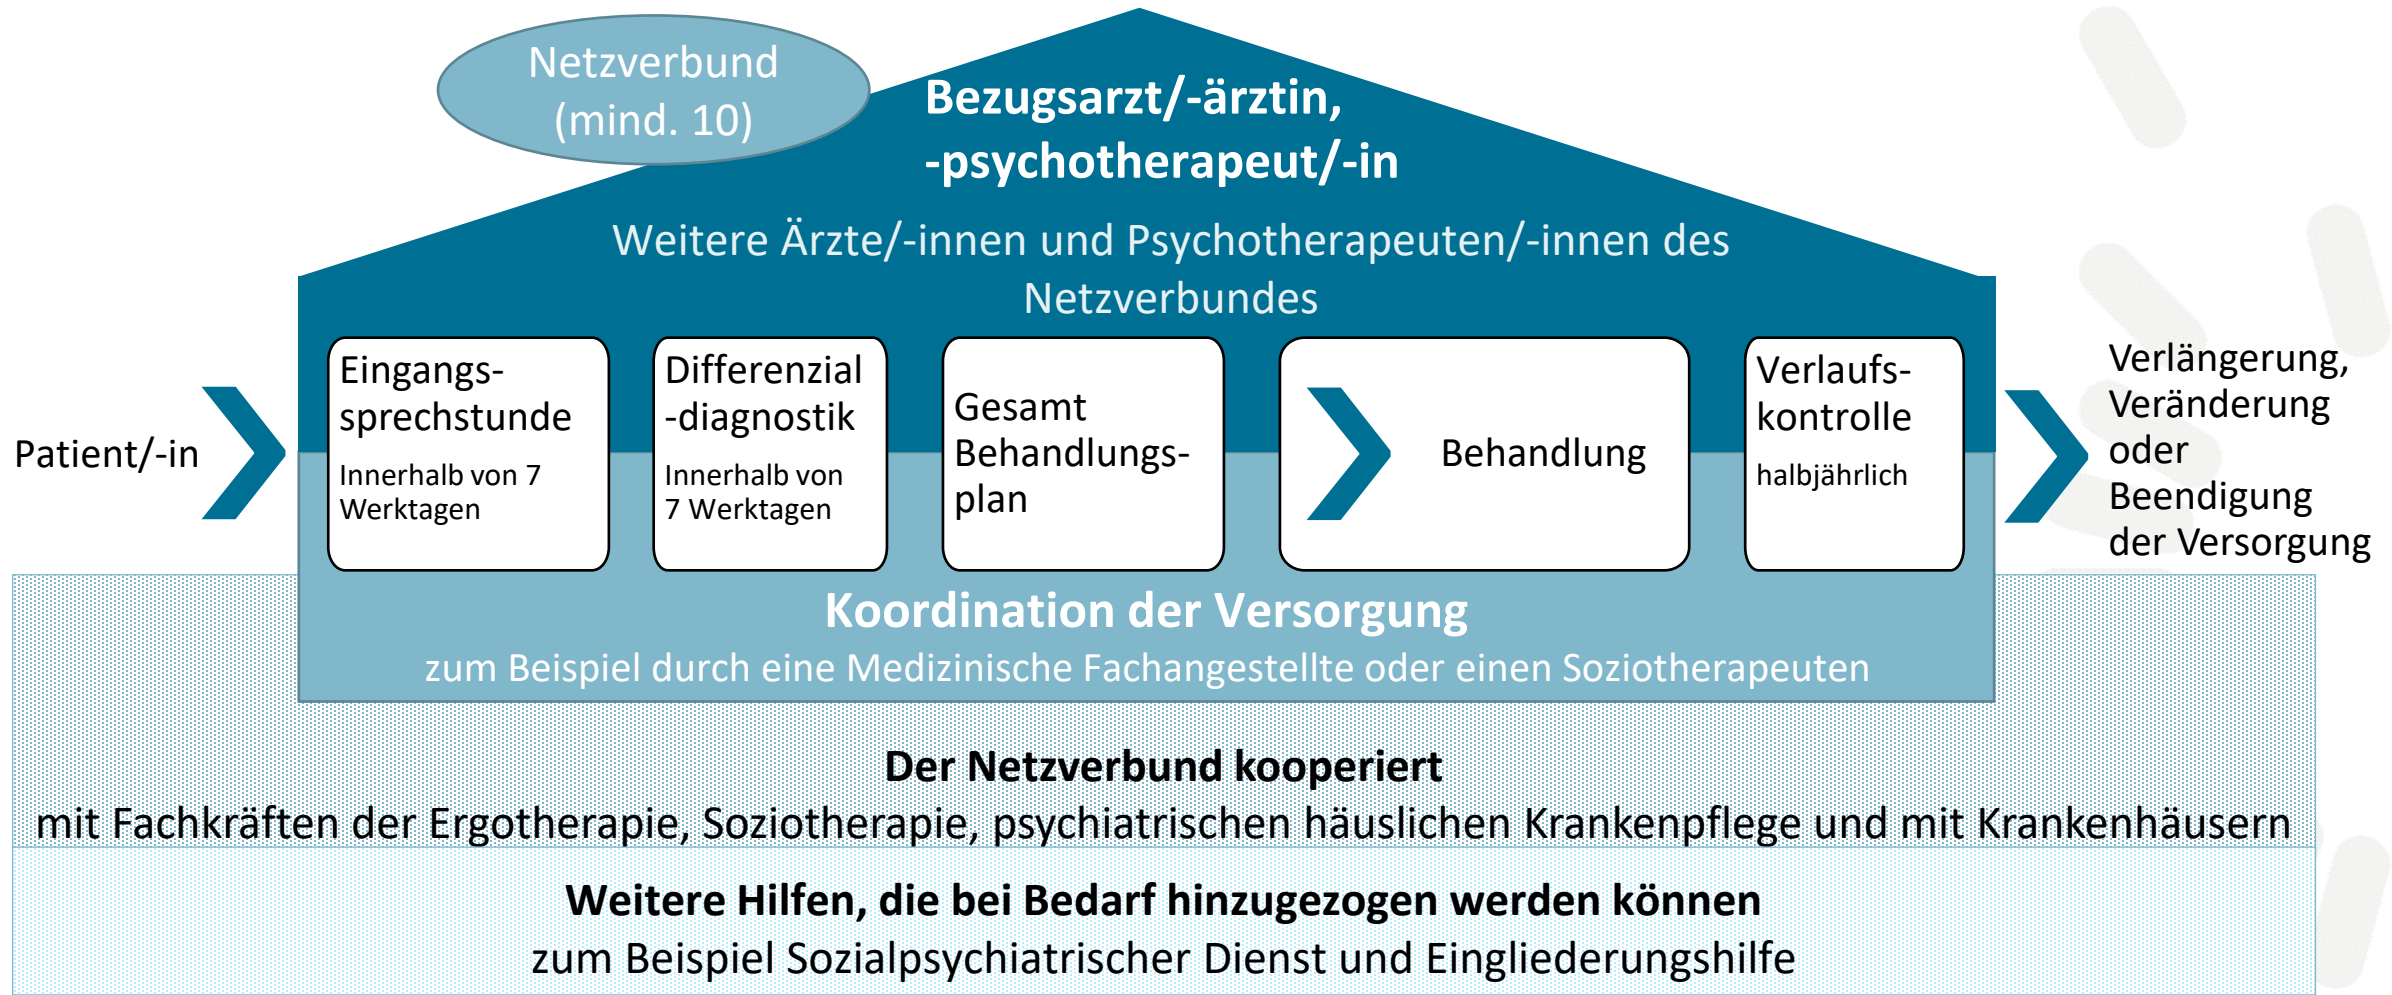 Netzverbund
(mind. 10)
Bezugsarzt/-ärztin,
-psychotherapeut/-in
Weitere Ärzte/-innen und Psychotherapeuten/-innen des
Netzverbundes
Patient/-in
Eingangs-
sprechstunde
Innerhalb von 7
Werktagen
Differenzial
-diagnostik
Innerhalb von
7 Werktagen
Gesamt
Behandlungs-
plan
Behandlung
Verlaufs-
kontrolle
halbjährlich
Verlängerung,
Veränderung
oder
Beendigung
der Versorgung
Koordination der Versorgung
zum Beispiel durch eine Medizinische Fachangestellte oder einen Soziotherapeuten
Der Netzverbund kooperiert
mit Fachkräften der Ergotherapie, Soziotherapie, psychiatrischen häuslichen Krankenpflege und mit Krankenhäusern
Weitere Hilfen, die bei Bedarf hinzugezogen werden können
zum Beispiel Sozialpsychiatrischer Dienst und Eingliederungshilfe